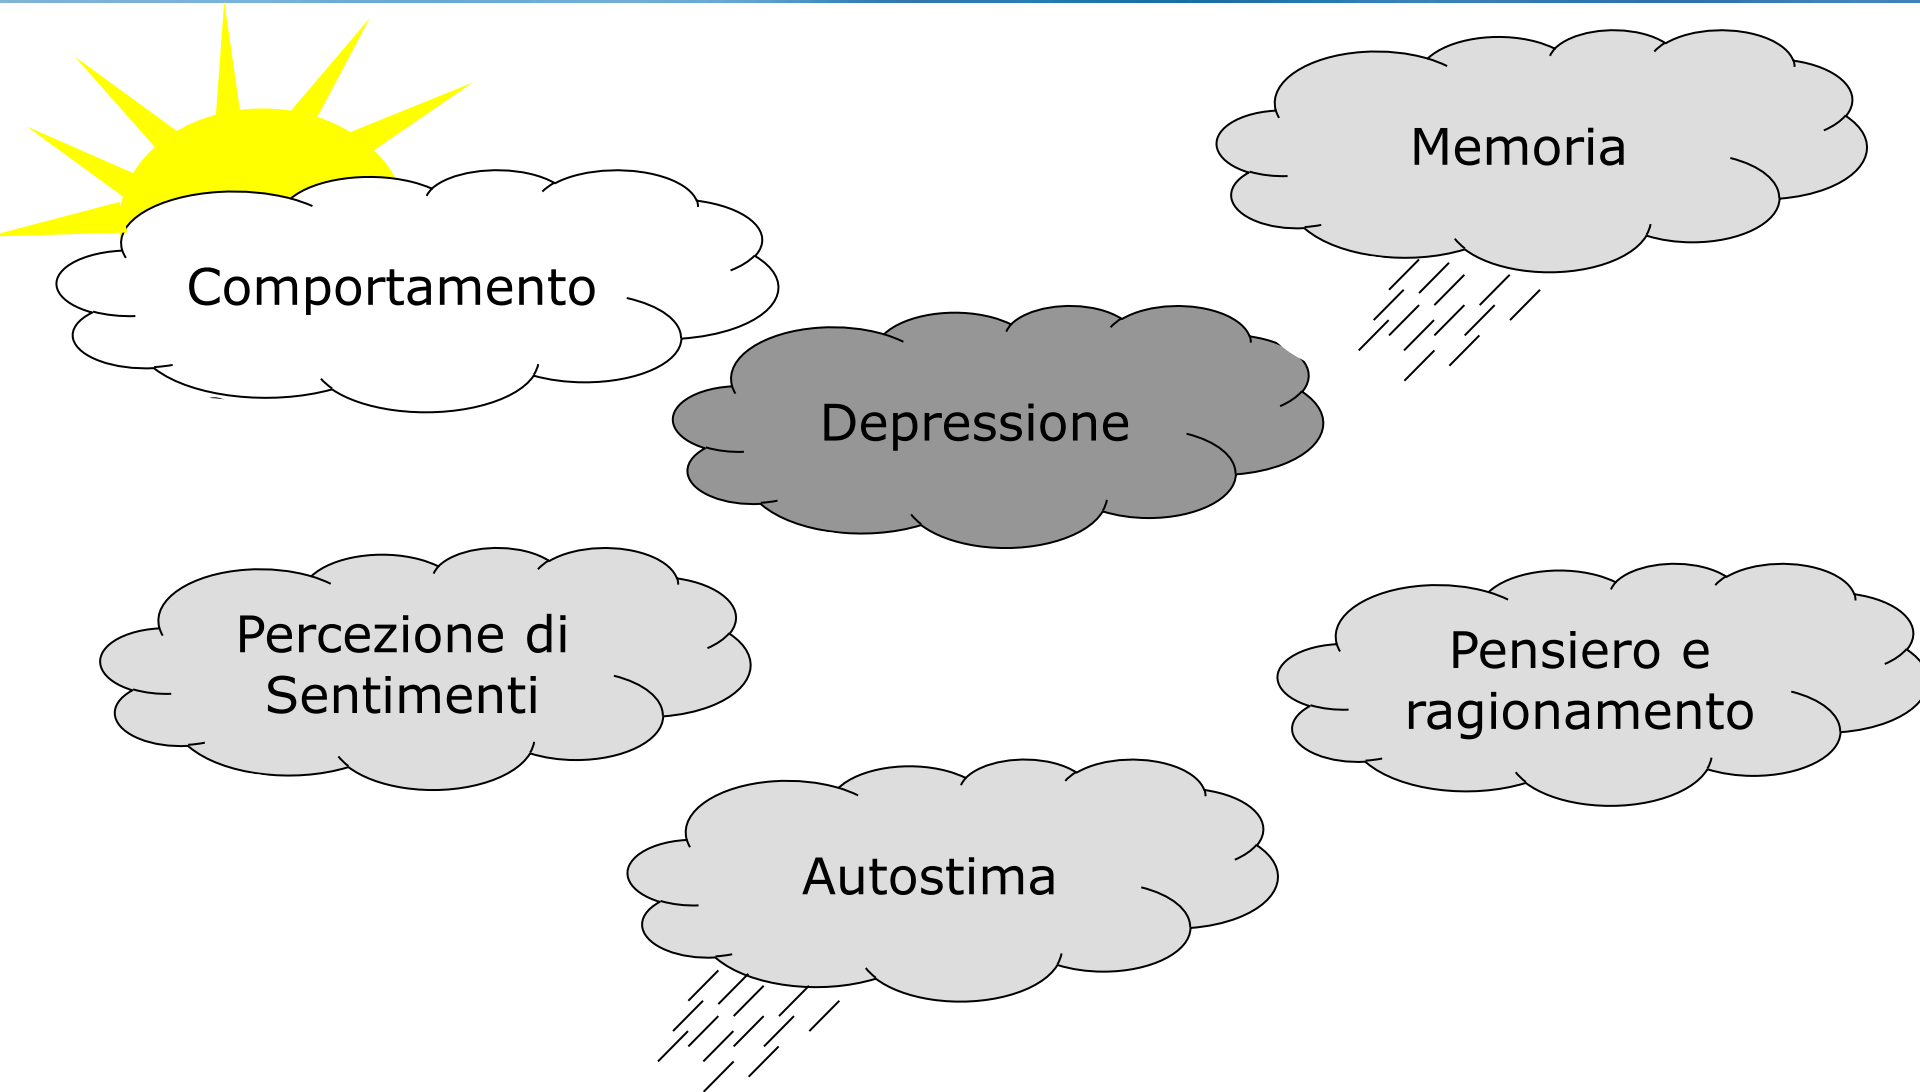 Memoria
Comportamento
Depressione
Percezione di
Sentimenti
Pensiero e
ragionamento
Autostima